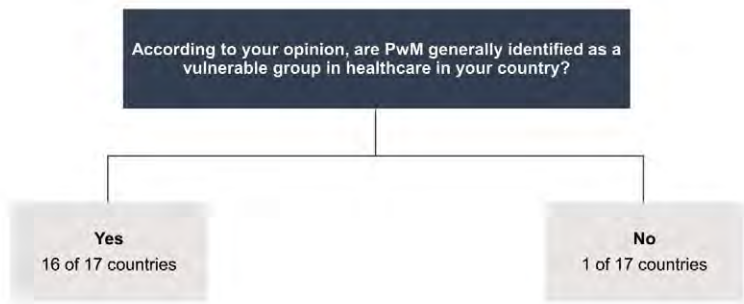 According to your opinion, are PwM generally identified as a
vulnerable group in healthcare in your country?
Yes
16 of 17 countries
No
1 of 17 countries